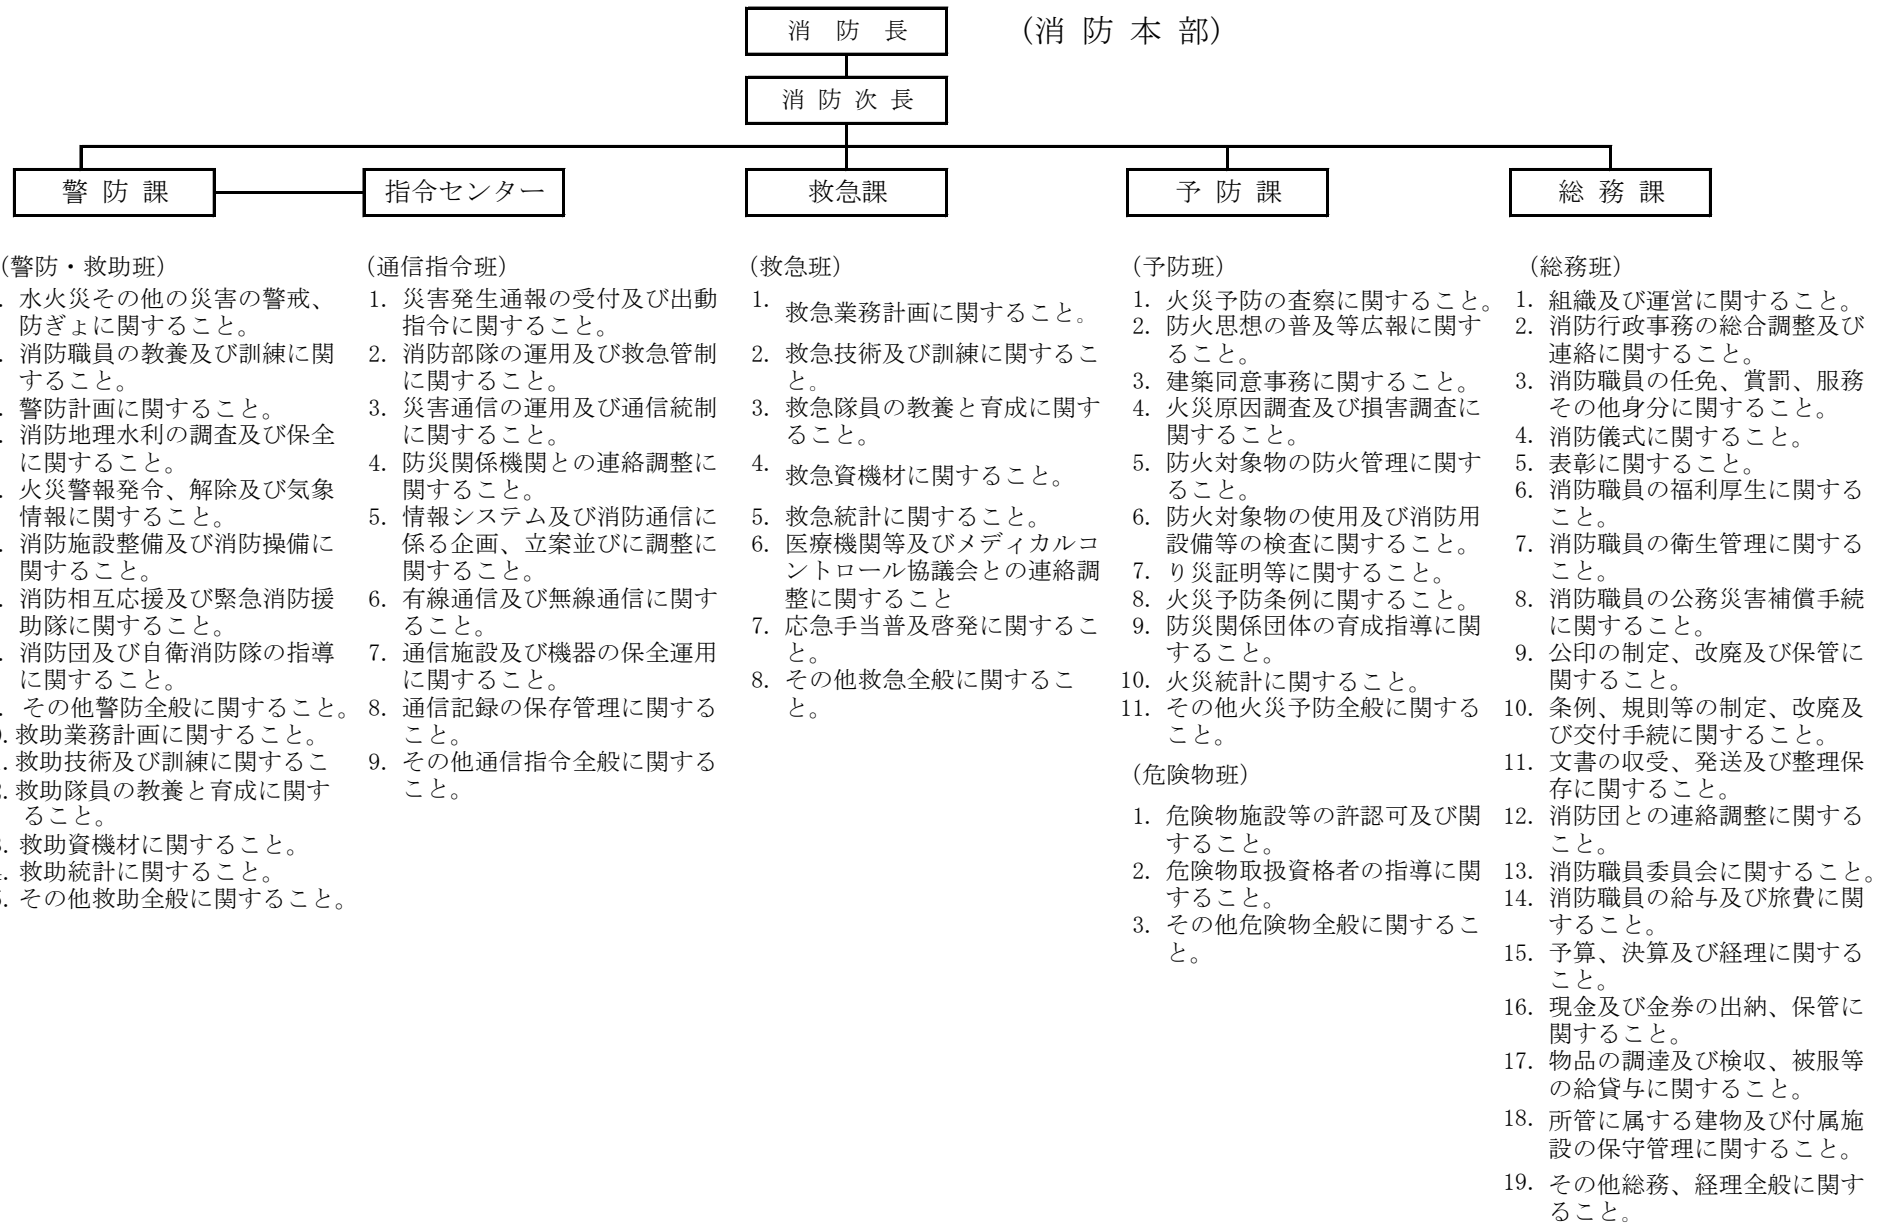 消防長
(消防本部)
消防次長
警防課
指令センター
救急課
予防課
総務課
(警防・救助班)
. 水火災その他の災害の警戒、
防ぎょに関すること。
. 消防職員の教養及び訓練に関
すること。
. 警防計画に関すること。
. 消防地理水利の調査及び保全
に関すること。
. 火災警報発令、解除及び気象
情報に関すること。
. 消防施設整備及び消防操備に
関すること。
. 消防相互応援及び緊急消防援
助隊に関すること。
. 消防団及び自衛消防隊の指導
に関すること。
. その他警防全般に関すること。
. 救助業務計画に関すること。
. 救助技術及び訓練に関するこ
. 救助隊員の教養と育成に関す
ること。
. 救助資機材に関すること。
. 救助統計に関すること。
. その他救助全般に関すること。
(通信指令班)
1. 災害発生通報の受付及び出動
指令に関すること。
2. 消防部隊の運用及び救急管制
に関すること。
3. 災害通信の運用及び通信統制
に関すること。
4. 防災関係機関との連絡調整に
関すること。
5. 情報システム及び消防通信に
係る企画、立案並びに調整に
関すること。
6. 有線通信及び無線通信に関す
ること。
7. 通信施設及び機器の保全運用
に関すること。
8. 通信記録の保存管理に関する
こと。
9. その他通信指令全般に関する
こと。
(救急班)
1. 救急業務計画に関すること。
2. 救急技術及び訓練に関するこ
と。
3. 救急隊員の教養と育成に関す
ること。
4. 救急資機材に関すること。
5. 救急統計に関すること。
6. 医療機関等及びメディカルコ
ントロール協議会との連絡調
整に関すること
7. 応急手当普及啓発に関するこ
と。
8. その他救急全般に関するこ
と。
(予防班)
1. 火災予防の査察に関すること。
2. 防火思想の普及等広報に関す
ること。
3. 建築同意事務に関すること。
4. 火災原因調査及び損害調査に
関すること。
5. 防火対象物の防火管理に関す
ること。
6. 防火対象物の使用及び消防用
設備等の検査に関すること。
7. り災証明等に関すること。
8. 火災予防条例に関すること。
9. 防災関係団体の育成指導に関
すること。
10. 火災統計に関すること。
11. その他火災予防全般に関する
こと。
(危険物班)
1. 危険物施設等の許認可及び関
すること。
2. 危険物取扱資格者の指導に関
すること。
3. その他危険物全般に関するこ
と。
(総務班)
1. 組織及び運営に関すること。
2. 消防行政事務の総合調整及び
連絡に関すること。
3. 消防職員の任免、賞罰、服務
その他身分に関すること。
4. 消防儀式に関すること。
5. 表彰に関すること。
6. 消防職員の福利厚生に関する
こと。
7. 消防職員の衛生管理に関する
こと。
8. 消防職員の公務災害補償手続
に関すること。
9. 公印の制定、改廃及び保管に
関すること。
10. 条例、規則等の制定、改廃及
び交付手続に関すること。
11. 文書の収受、発送及び整理保
存に関すること。
12. 消防団との連絡調整に関する
こと。
13. 消防職員委員会に関すること。
14. 消防職員の給与及び旅費に関
すること。
15. 予算、決算及び経理に関する
こと。
16. 現金及び金券の出納、保管に
関すること。
17. 物品の調達及び検収、被服等
の給貸与に関すること。
18. 所管に属する建物及び付属施
設の保守管理に関すること。
19. その他総務、経理全般に関す
ること。